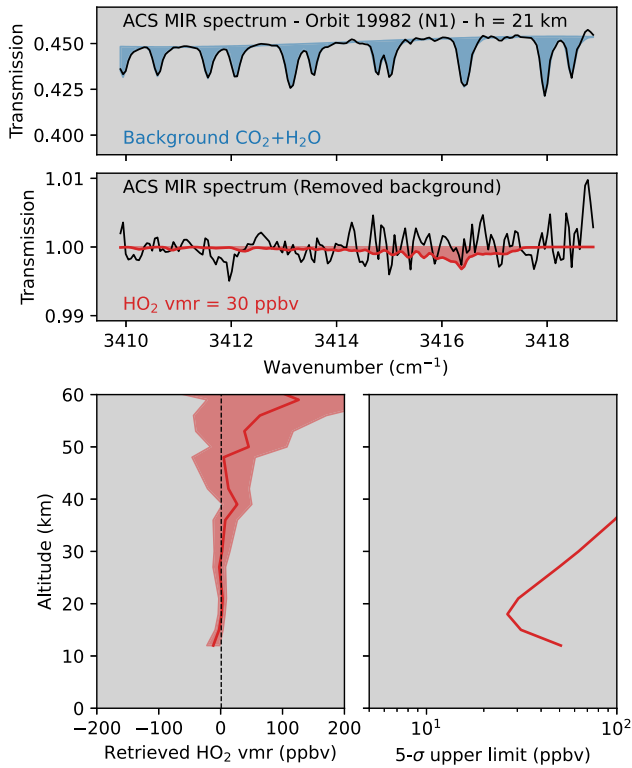 ACS MIR spectrum - Orbit 19982 (N1) - h = 21 km
0.450
0.425
0.400
Transmission
Background CO₂+H₂O
ACS MIR spectrum (Removed background)
1.01
1.00
0.99
Transmission
HO₂ vmr = 30 ppbv
3410 3412 3414 3416 3418
Wavenumber (cm⁻¹)
60
50
40
30
20
10
0
Altitude (km)
−200 −100 0 100 200
Retrieved HO₂ vmr (ppbv)
10¹ 10²
5-σ upper limit (ppbv)